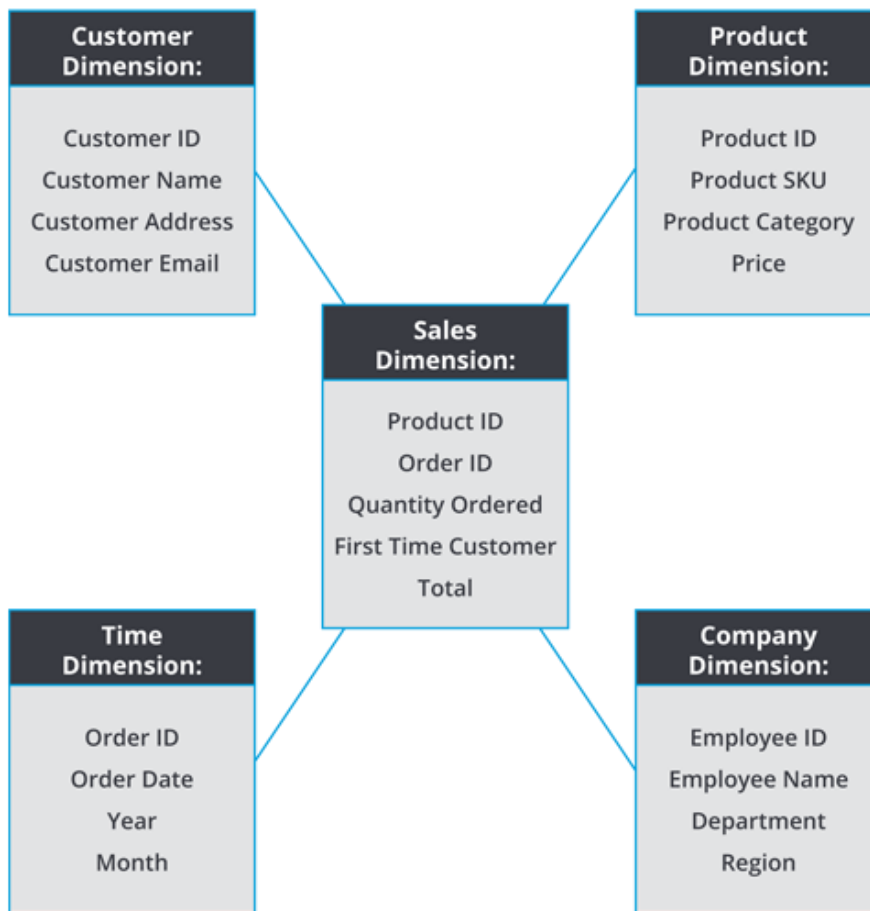 Customer
Dimension:
Customer ID
Customer Name
Customer Address
Customer Email
Product
Dimension:
Product ID
Product SKU
Product Category
Price
Sales
Dimension:
Product ID
Order ID
Quantity Ordered
First Time Customer
Total
Time
Dimension:
Order ID
Order Date
Year
Month
Company
Dimension:
Employee ID
Employee Name
Department
Region